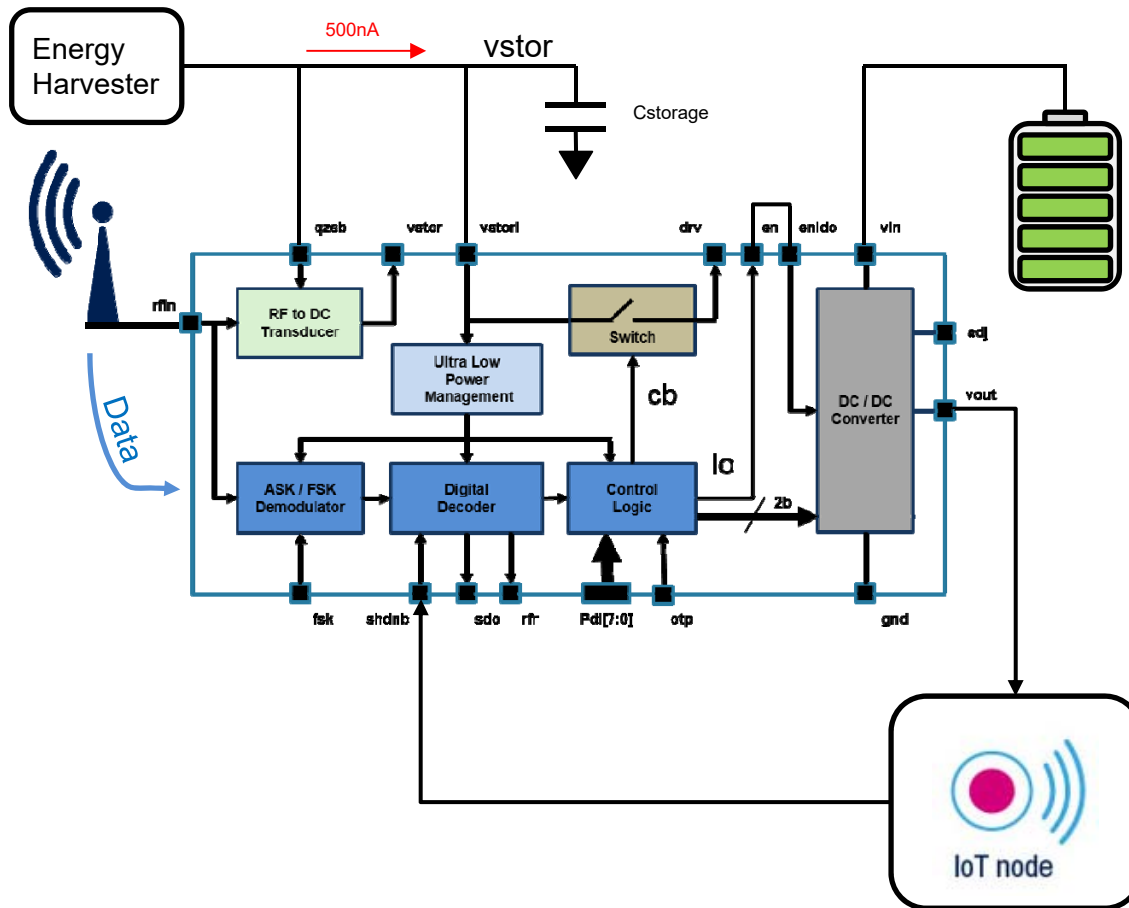 500nA
Energy
Harvester
vstor
Cstorage
qzsb
vstor
vstori
drv
en
enldo
vin
rfin
RF to DC
Transducer
Switch
adj
Ultra Low
Power
Management
cb
DC / DC
Converter
vout
Data
lo
ASK / FSK
Demodulator
Digital
Decoder
Control
Logic
2b
fsk
shdnb
sdo
rfr
Pdi[7:0]
otp
gnd
IoT node